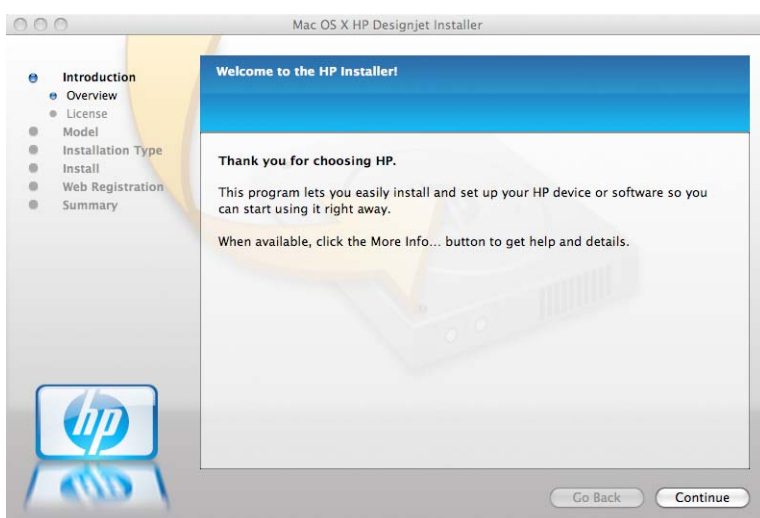 Mac OS X HP Designjet Installer
Introduction
Overview
License
Model
Installation Type
Install
Web Registration
Summary
Welcome to the HP Installer!
Thank you for choosing HP.
This program lets you easily install and set up your HP device or software so you
can start using it right away.
When available, click the More Info... button to get help and details.
hp
Go Back
Continue